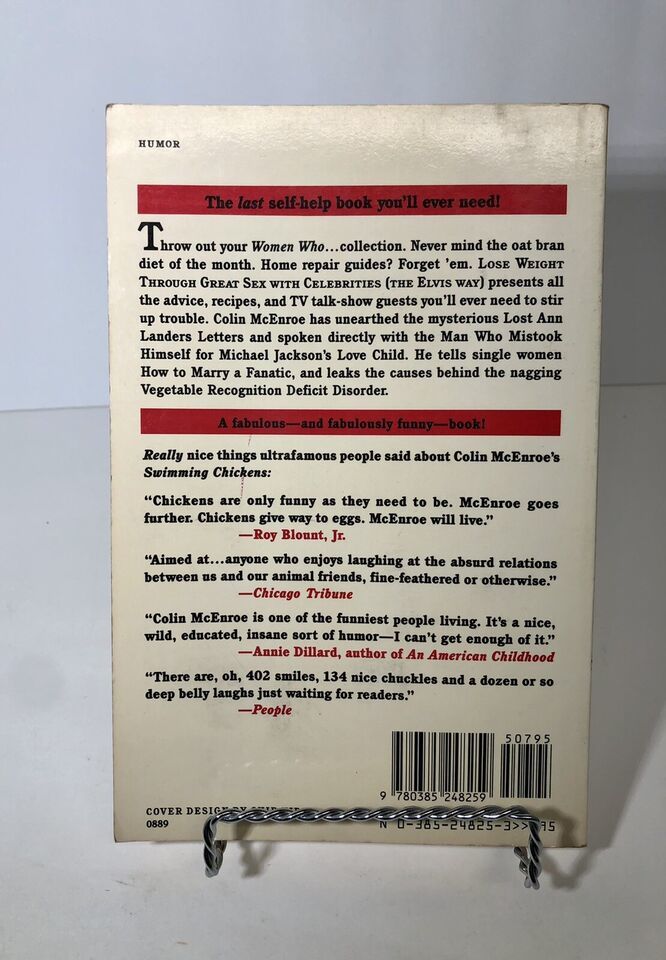 HUMOR
The last self-help book you'll ever need!
Throw out your Women Who...collection. Never mind the oat bran
diet of the month. Home repair guides? Forget 'em. LOSE WEIGHT
THROUGH GREAT SEX WITH CELEBRITIES (THE ELVIS WAY) presents all
the advice, recipes, and TV talk-show guests you'll ever need to stir
up trouble. Colin McEnroe has unearthed the mysterious Lost Ann
Landers Letters and spoken directly with the Man Who Mistook
Himself for Michael Jackson's Love Child. He tells single women
How to Marry a Fanatic, and leaks the causes behind the nagging
Vegetable Recognition Deficit Disorder.
A fabulous—and fabulously funny—book!
Really nice things ultrafamous people said about Colin McEnroe's
Swimming Chickens:
“Chickens are only funny as they need to be. McEnroe goes
further. Chickens give way to eggs. McEnroe will live.”
—Roy Blount, Jr.
“Aimed at...anyone who enjoys laughing at the absurd relations
between us and our animal friends, fine-feathered or otherwise.”
—Chicago Tribune
“Colin McEnroe is one of the funniest people living. It's a nice,
wild, educated, insane sort of humor—I can't get enough of it.”
—Annie Dillard, author of An American Childhood
“There are, oh, 402 smiles, 134 nice chuckles and a dozen or so
deep belly laughs just waiting for readers.”
—People
50795
9 780385 248259
COVER DESIGN BY
0889
N 0-385-24825-3>> 95